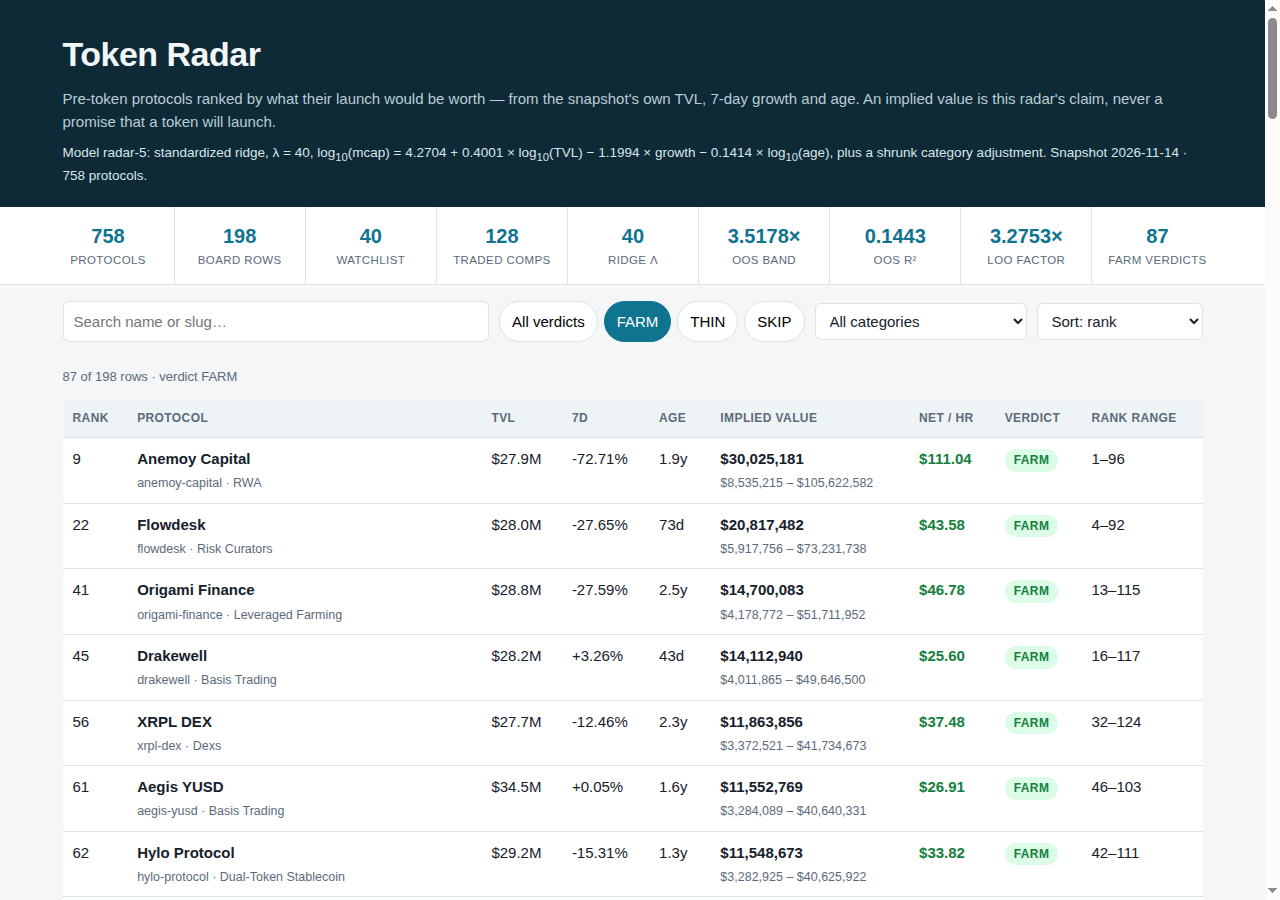 Token Radar
Pre-token protocols ranked by what their launch would be worth — from the snapshot's own TVL, 7-day growth and age. An implied value is this radar's claim, never a
promise that a token will launch.
Model radar-5: standardized ridge, λ = 40, log10(mcap) = 4.2704 + 0.4001 × log10(TVL) − 1.1994 × growth − 0.1414 × log10(age), plus a shrunk category adjustment. Snapshot 2026-11-14 ·
758 protocols.
758 198 40 128 40 3.5178× 0.1443 3.2753× 87
PROTOCOLS BOARD ROWS WATCHLIST TRADED COMPS RIDGE Λ OOS BAND OOS R² LOO FACTOR FARM VERDICTS
Search name or slug… All verdicts FARM THIN SKIP All categories Sort: rank
87 of 198 rows · verdict FARM
RANK PROTOCOL TVL 7D AGE IMPLIED VALUE NET / HR VERDICT RANK RANGE
9 Anemoy Capital $27.9M -72.71% 1.9y $30,025,181 $111.04 FARM 1–96
anemoy-capital · RWA $8,535,215 – $105,622,582
22 Flowdesk $28.0M -27.65% 73d $20,817,482 $43.58 FARM 4–92
flowdesk · Risk Curators $5,917,756 – $73,231,738
41 Origami Finance $28.8M -27.59% 2.5y $14,700,083 $46.78 FARM 13–115
origami-finance · Leveraged Farming $4,178,772 – $51,711,952
45 Drakewell $28.2M +3.26% 43d $14,112,940 $25.60 FARM 16–117
drakewell · Basis Trading $4,011,865 – $49,646,500
56 XRPL DEX $27.7M -12.46% 2.3y $11,863,856 $37.48 FARM 32–124
xrpl-dex · Dexs $3,372,521 – $41,734,673
61 Aegis YUSD $34.5M +0.05% 1.6y $11,552,769 $26.91 FARM 46–103
aegis-yusd · Basis Trading $3,284,089 – $40,640,331
62 Hylo Protocol $29.2M -15.31% 1.3y $11,548,673 $33.82 FARM 42–111
hylo-protocol · Dual-Token Stablecoin $3,282,925 – $40,625,922